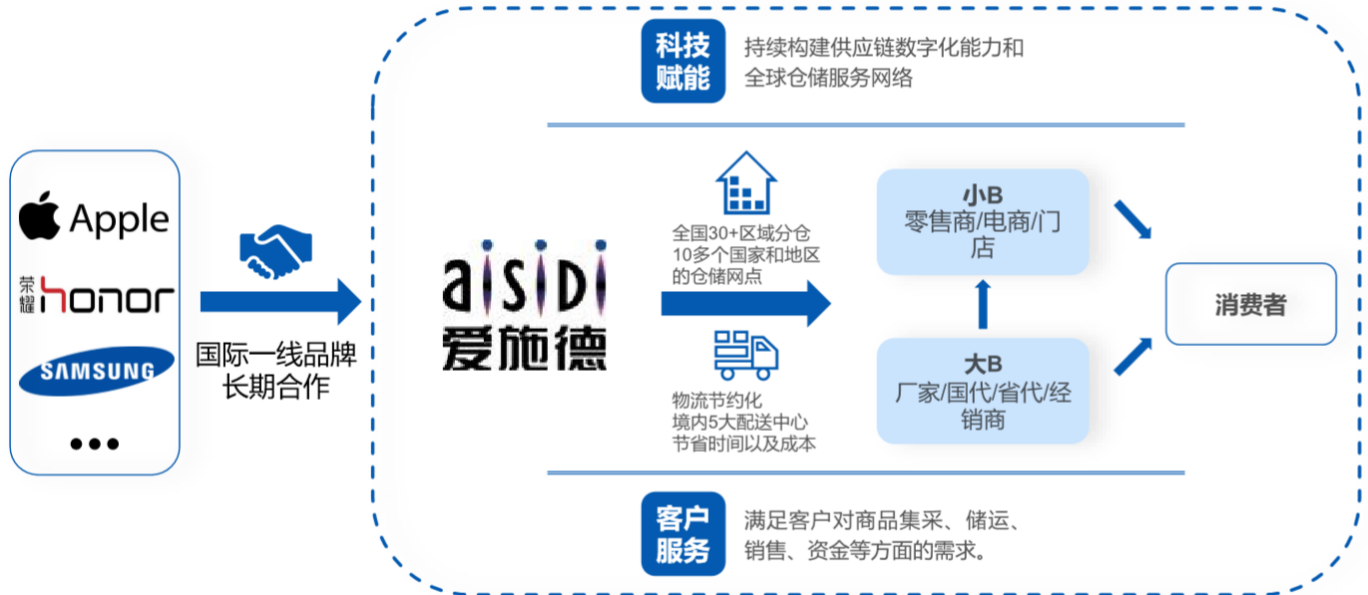 科技
赋能
持续构建供应链数字化能力和
全球仓储服务网络
Apple
荣耀
honor
SAMSUNG
国际一线品牌
长期合作
aisidi
爱施德
全国30+区域分仓
10多个国家和地区
的仓储网点
物流节约化
境内5大配送中心
节省时间以及成本
小B
零售商/电商/门
店
大B
厂家/国代/省代/经
销商
消费者
客户
服务
满足客户对商品集采、储运、
销售、资金等方面的需求。